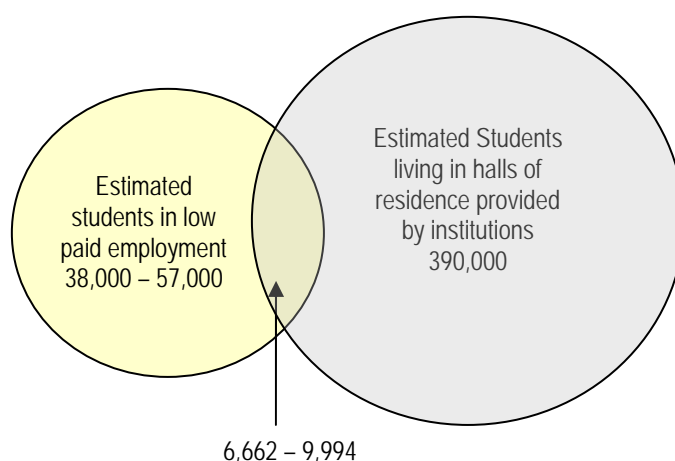 Estimated
students in low
paid employment
38,000 – 57,000
Estimated Students
living in halls of
residence provided
by institutions
390,000
6,662 – 9,994